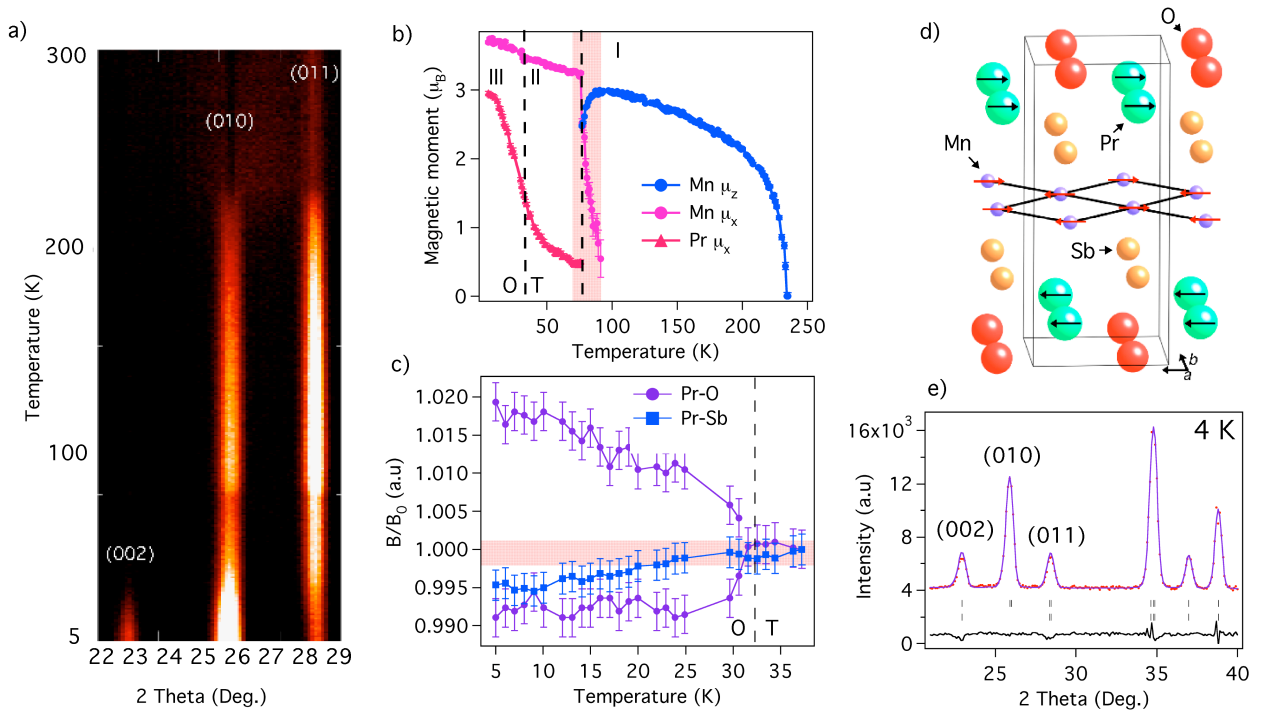 a)
300
200
100
5
Temperature (K)
(011)
(010)
(002)
22 23 24 25 26 27 28 29
2 Theta (Deg.)
b)
III II I
Magnetic moment (μB)
3
2
1
0
Mn μz
Mn μx
Pr μx
O T
50 100 150 200 250
Temperature (K)
c)
B/B0 (a.u)
1.020
1.015
1.010
1.005
1.000
0.995
0.990
Pr-O
Pr-Sb
O T
5 10 15 20 25 30 35
Temperature (K)
d)
O
Pr
Mn
Sb
b
a
e)
4 K
Intensity (a.u)
16x10³
12
8
4
0
(002)
(010)
(011)
25 30 35 40
2 Theta (Deg.)